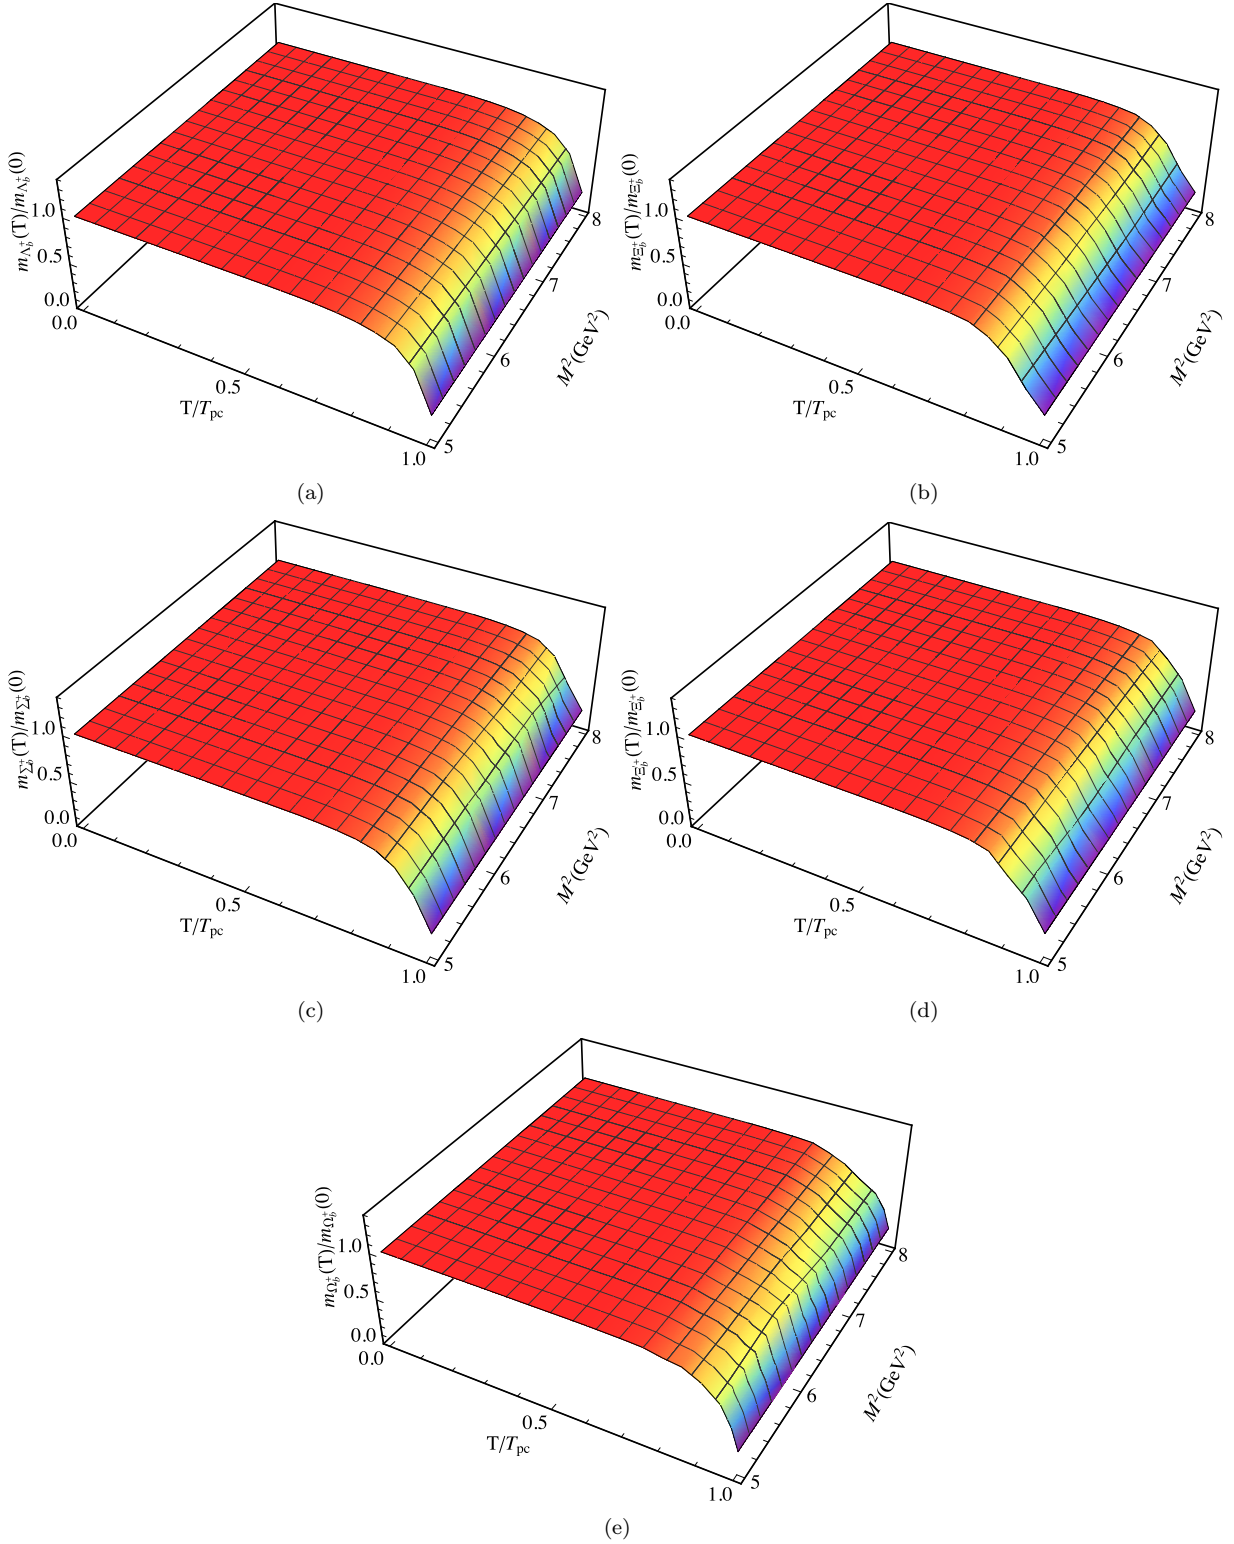 m_{Λ_b^+}(T)/m_{Λ_b^+}(0)
1.0
0.5
0.0
0.0
0.5
1.0
T/T_pc
5
6
7
8
M^2(GeV^2)
(a)
m_{Ξ_b^+}(T)/m_{Ξ_b^+}(0)
1.0
0.5
0.0
0.0
0.5
1.0
T/T_pc
5
6
7
8
M^2(GeV^2)
(b)
m_{Σ_b^+}(T)/m_{Σ_b^+}(0)
1.0
0.5
0.0
0.0
0.5
1.0
T/T_pc
5
6
7
8
M^2(GeV^2)
(c)
1.0
0.5
0.0
0.0
0.5
1.0
T/T_pc
5
6
7
8
M^2(GeV^2)
(d)
m_{Ω_b^+}(T)/m_{Ω_b^+}(0)
1.0
0.5
0.0
0.0
0.5
1.0
T/T_pc
5
6
7
8
M^2(GeV^2)
(e)